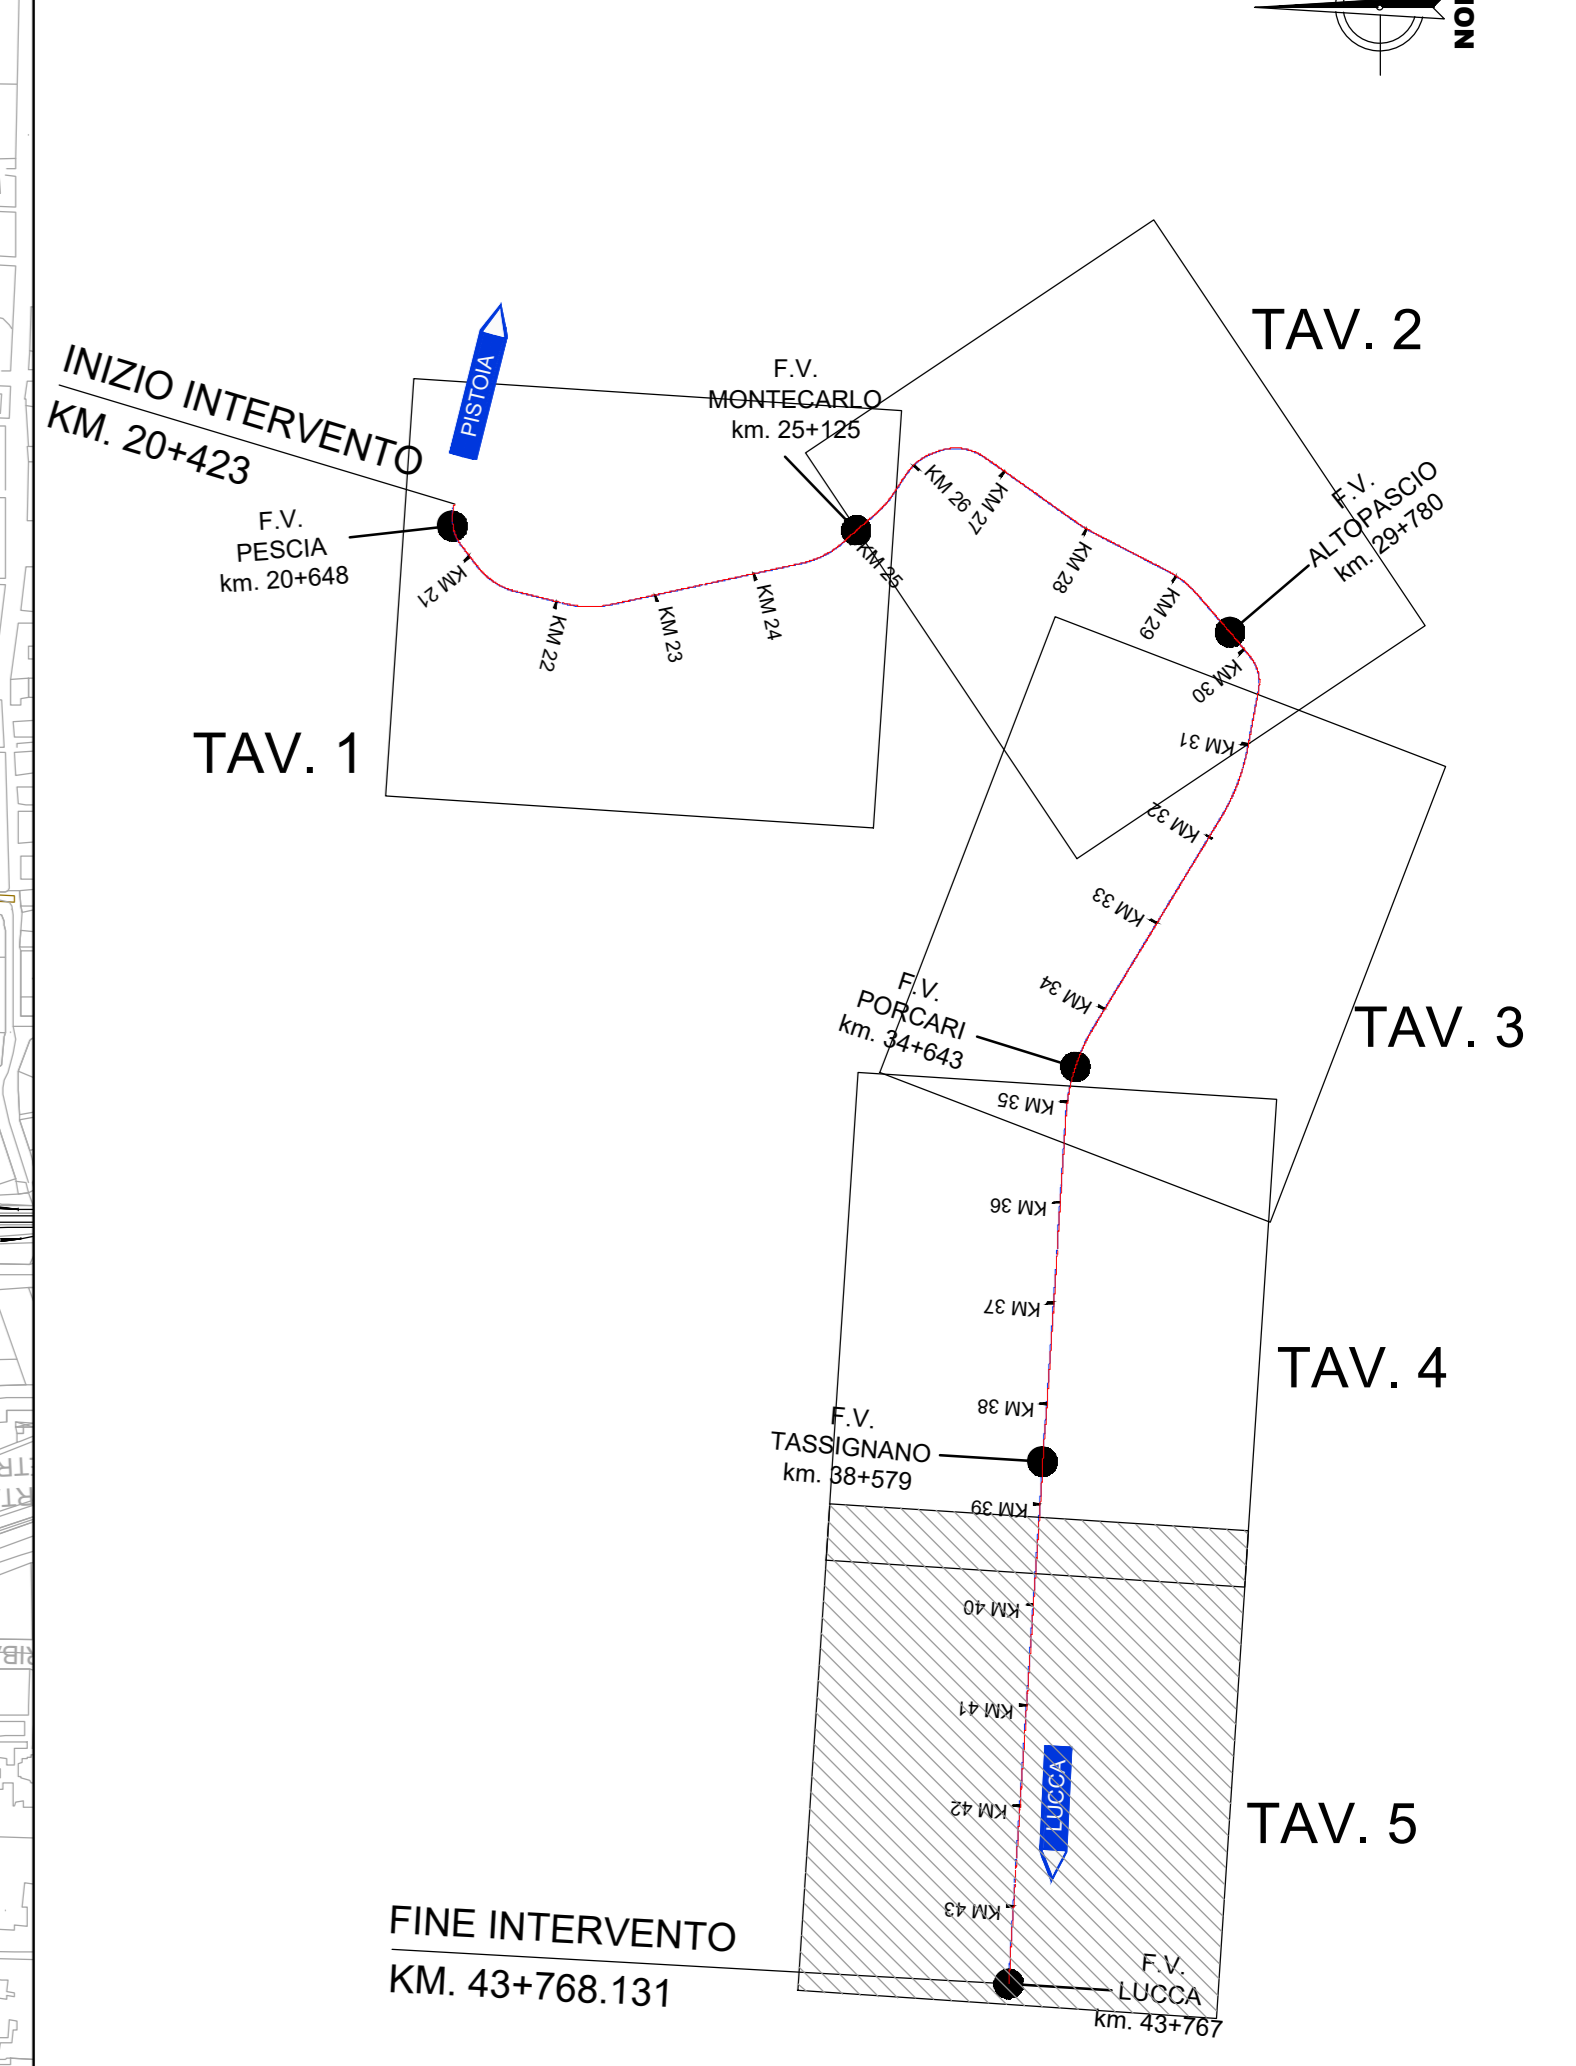 TAV. 2
INIZIO INTERVENTO
KM. 20+423
PISTOIA
F.V.
MONTECARLO
km. 25+125
F.V.
PESCIA
km. 20+648
F.V.
ALTOPASCIO
km. 29+780
KM 21
KM 22
KM 23
KM 24
KM 25
KM 26
KM 27
KM 28
KM 29
KM 30
TAV. 1
KM 31
KM 32
KM 33
KM 34
F.V.
PORCARI
km. 34+643
TAV. 3
KM 35
KM 36
KM 37
TAV. 4
KM 38
F.V.
TASSIGNANO
km. 38+579
KM 39
KM 40
KM 41
LUCCA
KM 42
TAV. 5
KM 43
FINE INTERVENTO
KM. 43+768.131
F.V.
LUCCA
km. 43+767